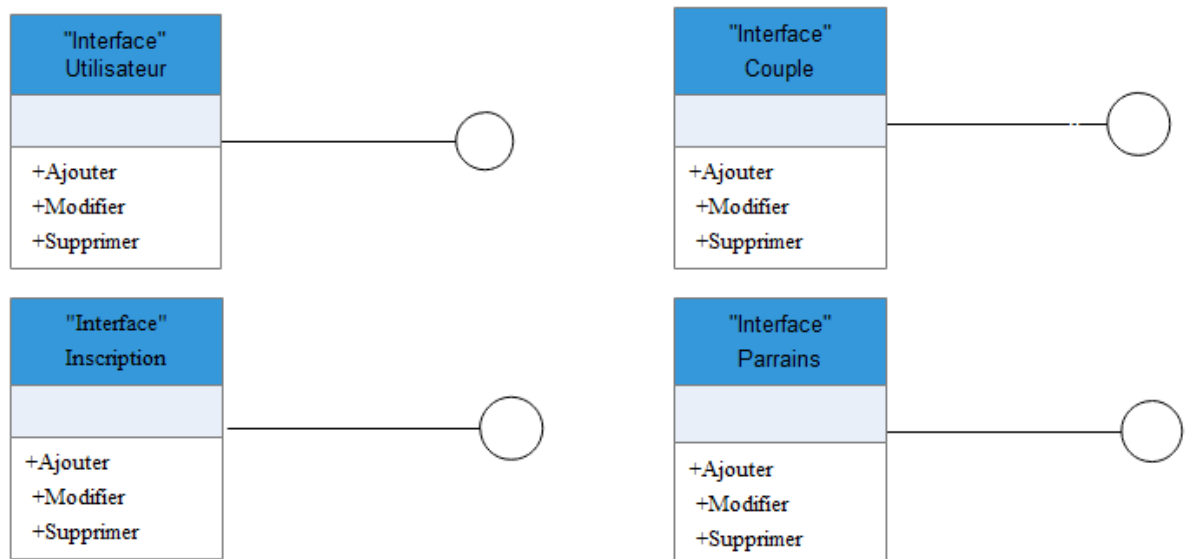 "Interface"
Utilisateur
+Ajouter
+Modifier
+Supprimer
"Interface"
Couple
+Ajouter
+Modifier
+Supprimer
"Interface"
Inscription
+Ajouter
+Modifier
+Supprimer
"Interface"
Parrains
+Ajouter
+Modifier
+Supprimer